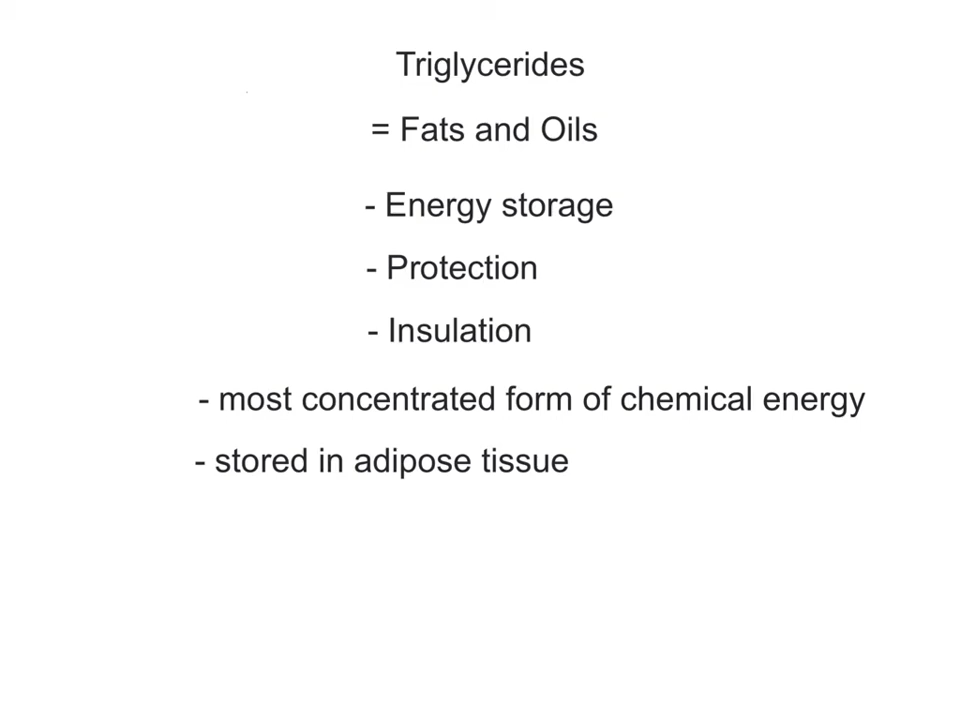 Triglycerides
= Fats and Oils
- Energy storage
- Protection
- Insulation
- most concentrated form of chemical energy
- stored in adipose tissue